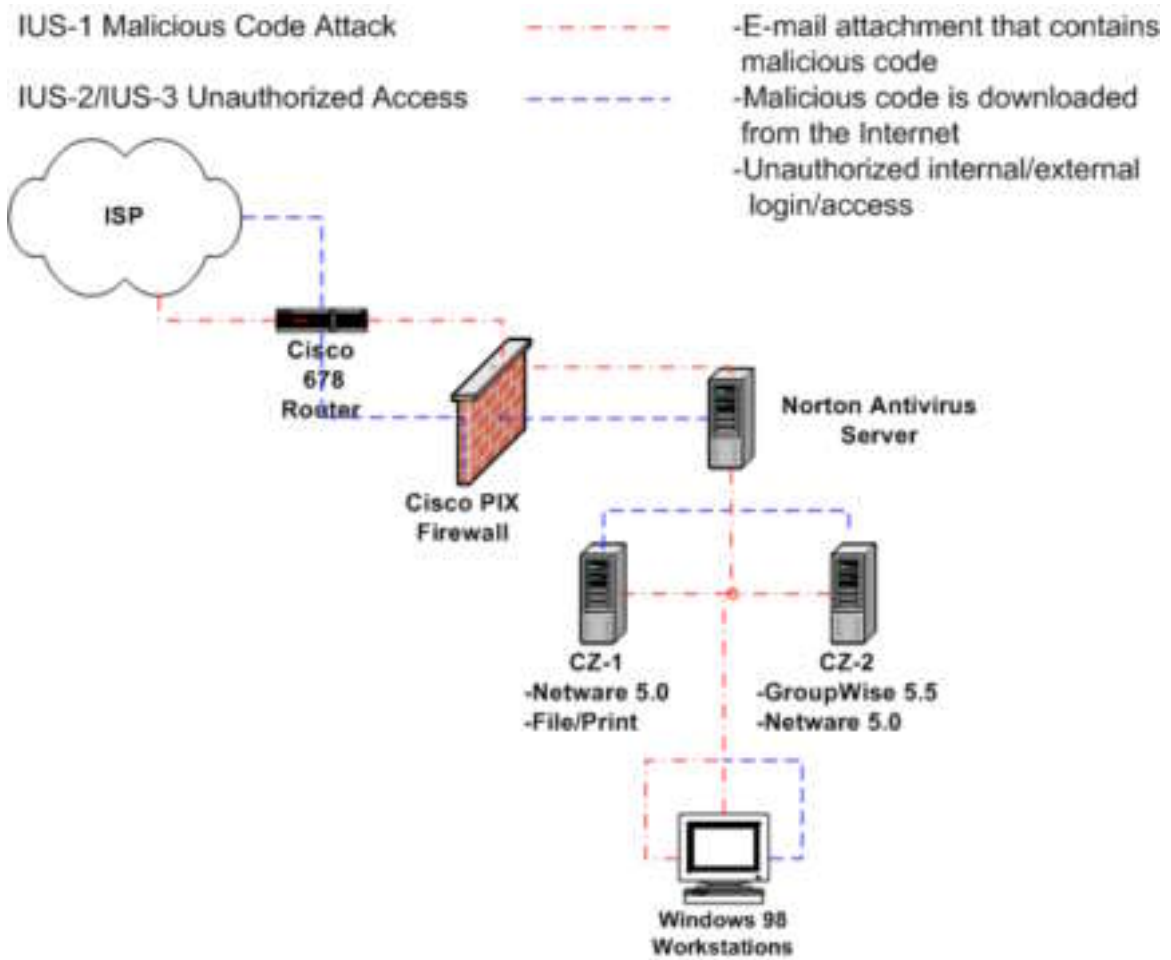 IUS-1 Malicious Code Attack
-E-mail attachment that contains
malicious code
IUS-2/IUS-3 Unauthorized Access
-Malicious code is downloaded
from the Internet
-Unauthorized internal/external
login/access
ISP
Cisco
678
Router
Cisco PIX
Firewall
Norton Antivirus
Server
CZ-1
-Netware 5.0
-File/Print
CZ-2
-GroupWise 5.5
-Netware 5.0
Windows 98
Workstations